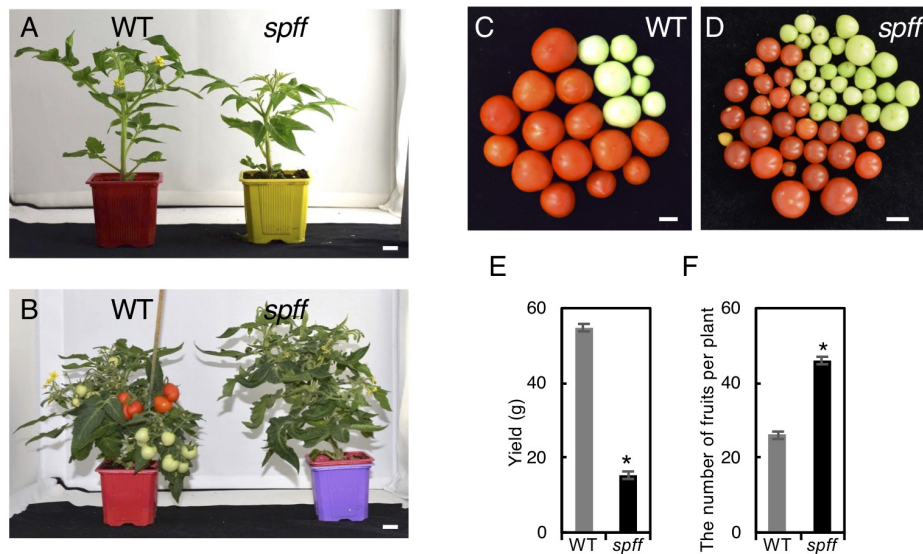 A
WT
spff
B
WT
spff
C
WT
D
spff
E
F
Yield (g)
60
40
20
0
WT
spff
*
The number of fruits per plant
60
40
20
0
WT
spff
*